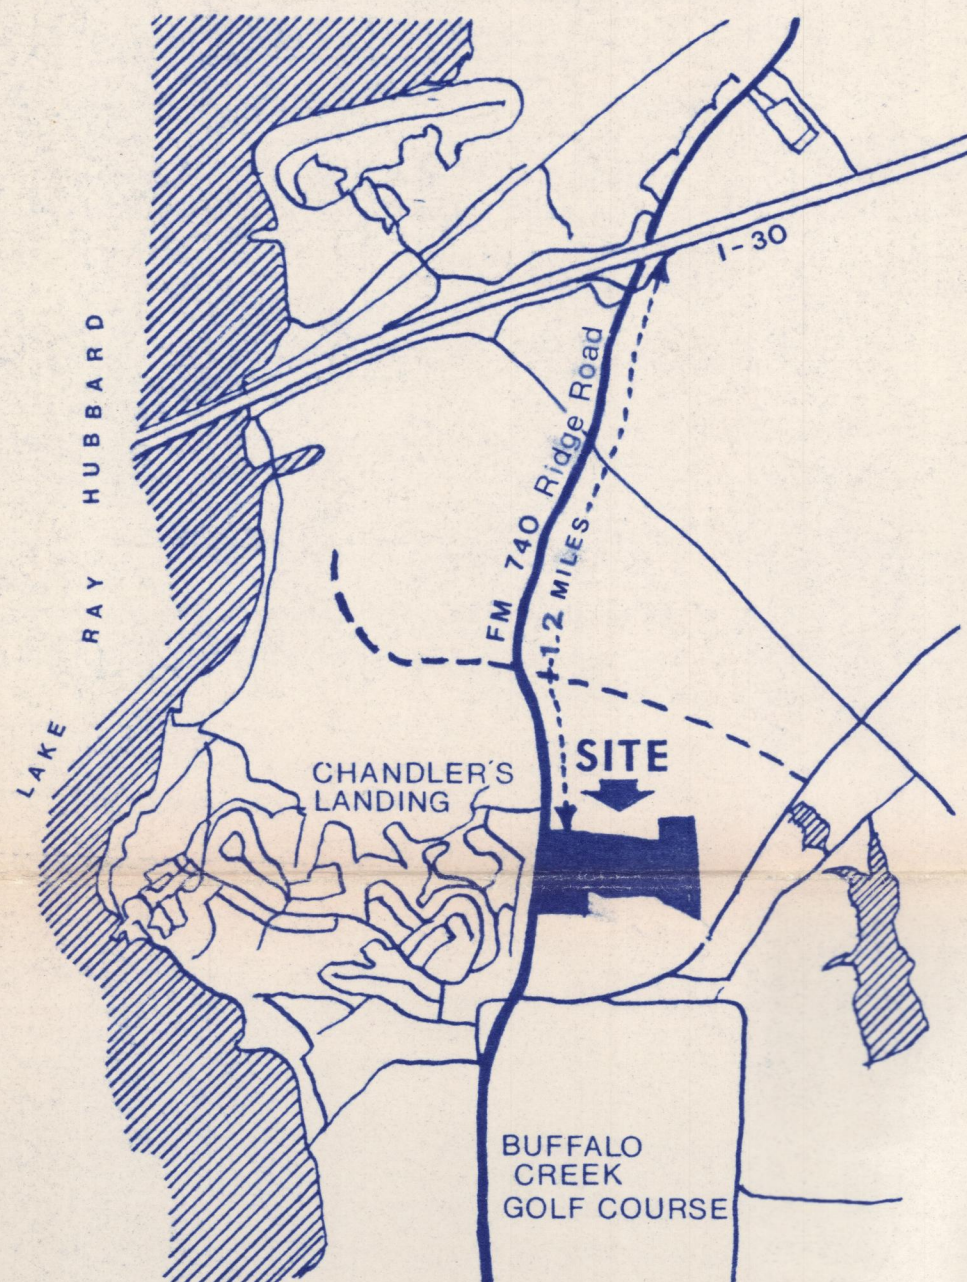 I-30
LAKE RAY HUBBARD
FM 740 Ridge Road
1.2 MILES
SITE
CHANDLER'S
LANDING
BUFFALO
CREEK
GOLF COURSE